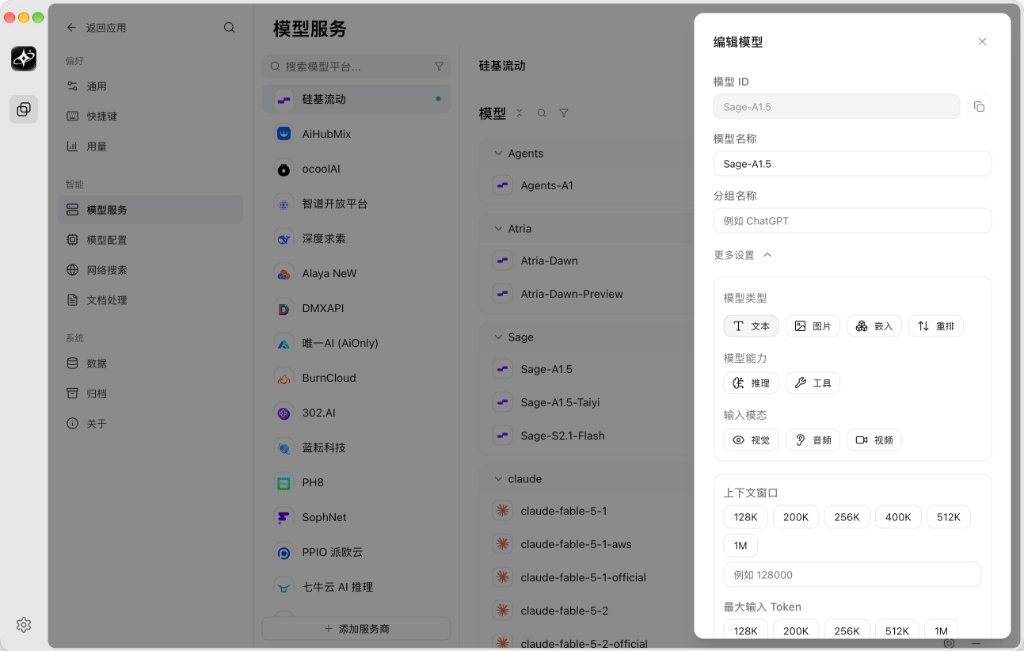 返回应用
偏好
通用
快捷键
用量
智能
模型服务
模型配置
网络搜索
文档处理
系统
数据
归档
关于
模型服务
搜索模型平台...
硅基流动
AiHubMix
ocoolAI
智谱开放平台
深度求索
Alaya NeW
DMXAPI
唯一AI (AiOnly)
BurnCloud
302.AI
蓝耘科技
PH8
SophNet
PPIO 派欧云
七牛云 AI 推理
添加服务商
硅基流动
模型
Agents
Agents-A1
Atria
Atria-Dawn
Atria-Dawn-Preview
Sage
Sage-A1.5
Sage-A1.5-Taiyi
Sage-S2.1-Flash
claude
claude-fable-5-1
claude-fable-5-1-aws
claude-fable-5-1-official
claude-fable-5-2
claude-fable-5-2-official
编辑模型
模型 ID
Sage-A1.5
模型名称
Sage-A1.5
分组名称
例如 ChatGPT
更多设置
模型类型
文本 图片 嵌入 重排
模型能力
推理 工具
输入模态
视觉 音频 视频
上下文窗口
128K 200K 256K 400K 512K
1M
例如 128000
最大输入 Token
128K 200K 256K 512K 1M